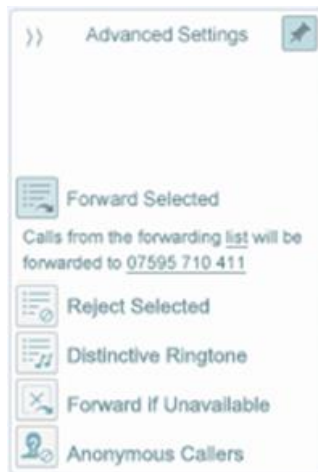 Advanced Settings
Forward Selected
Calls from the forwarding list will be
forwarded to 07595 710 411
Reject Selected
Distinctive Ringtone
Forward if Unavailable
Anonymous Callers